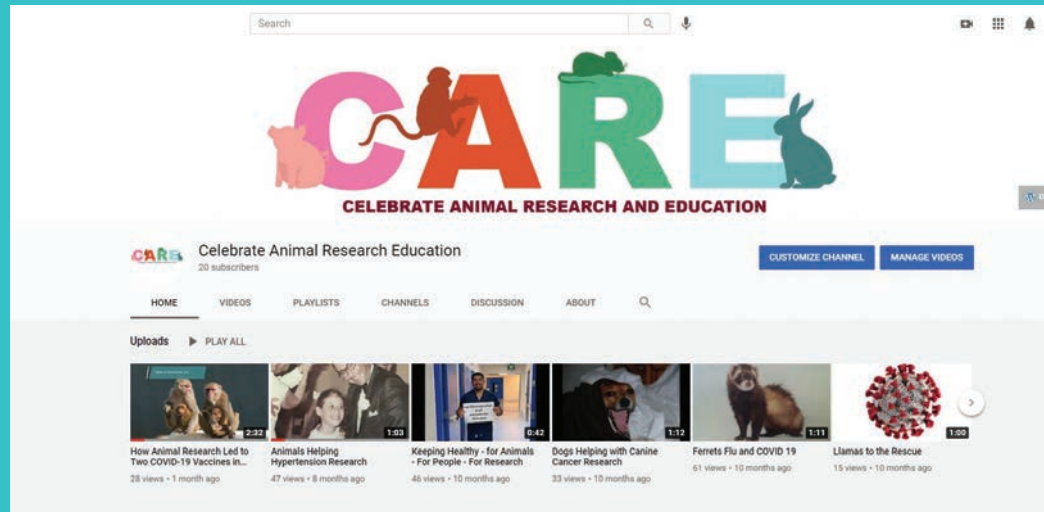 Search
CARE
CELEBRATE ANIMAL RESEARCH AND EDUCATION
CARE
Celebrate Animal Research Education
20 subscribers
CUSTOMIZE CHANNEL
MANAGE VIDEOS
HOME
VIDEOS
PLAYLISTS
CHANNELS
DISCUSSION
ABOUT
Uploads
PLAY ALL
2:32
1:03
0:42
1:12
1:11
1:00
How Animal Research Led to
Two COVID-19 Vaccines in...
28 views • 1 month ago
Animals Helping
Hypertension Research
47 views • 8 months ago
Keeping Healthy - for Animals
- For People - For Research
46 views • 10 months ago
Dogs Helping with Canine
Cancer Research
33 views • 10 months ago
Ferrets Flu and COVID 19
61 views • 10 months ago
Llamas to the Rescue
15 views • 10 months ago